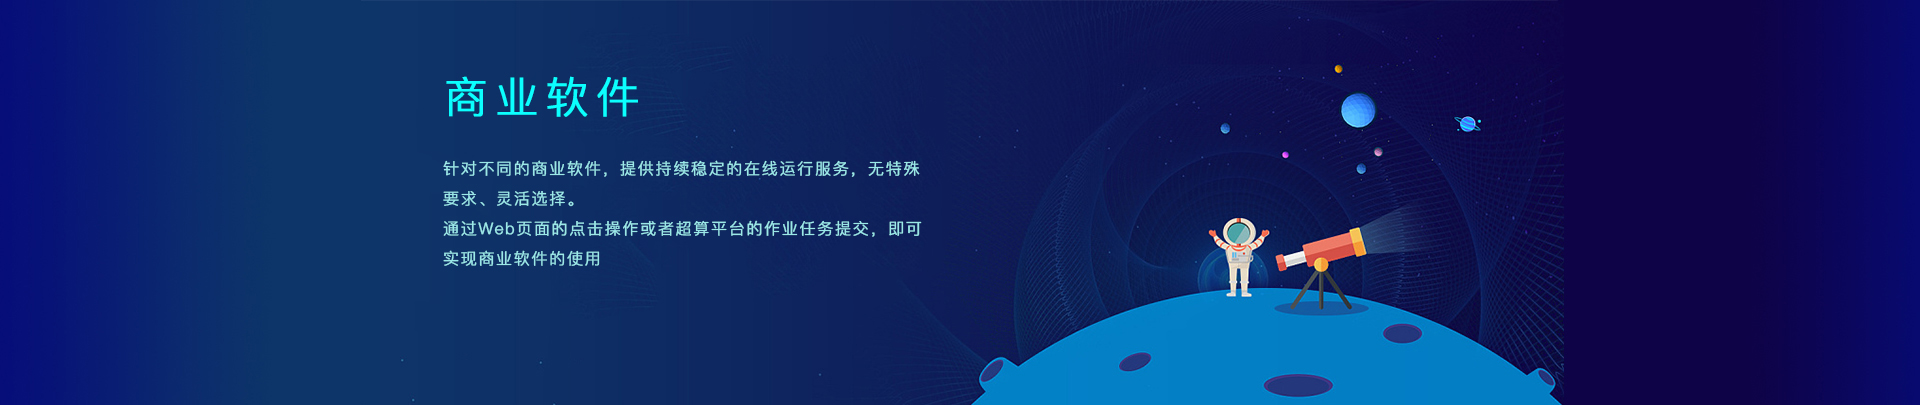 商业软件
针对不同的商业软件，提供持续稳定的在线运行服务，无特殊
要求、灵活选择。
通过Web页面的点击操作或者超算平台的作业任务提交，即可
实现商业软件的使用